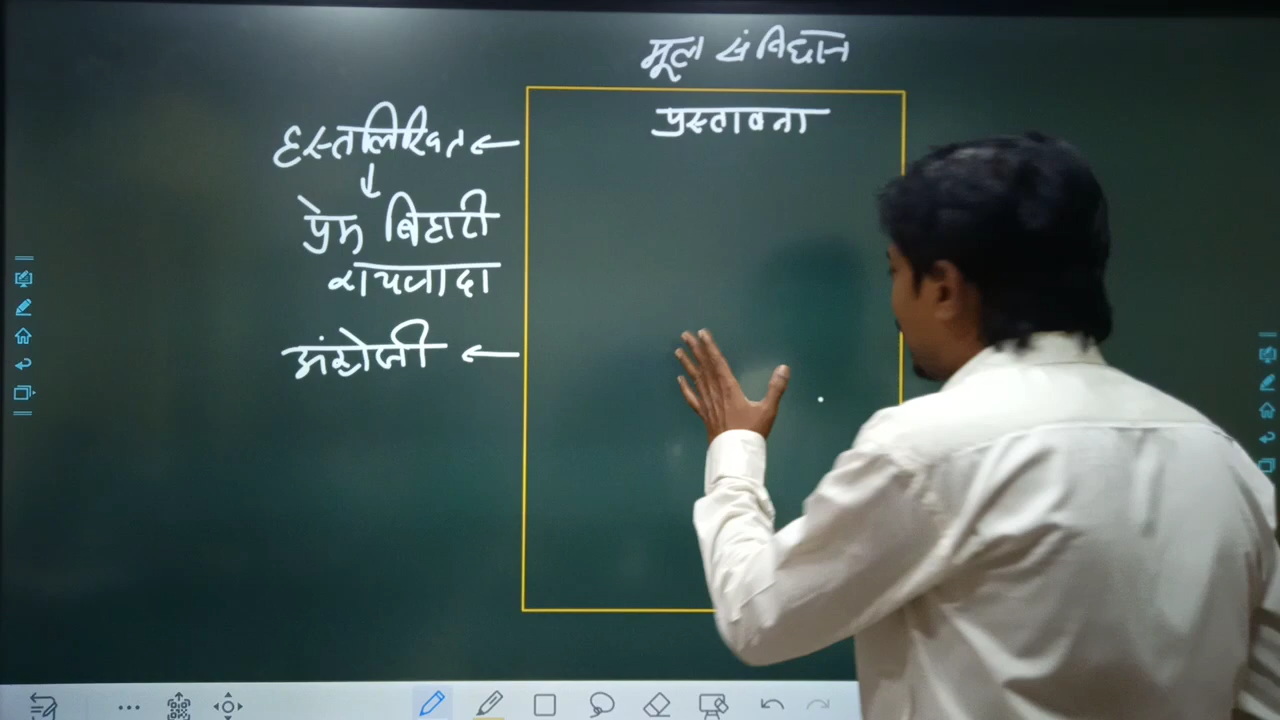 मूल संविधान
प्रस्तावना
हस्तलिखित ←
↓
प्रेम बिहारी
रायजादा
अंग्रेजी ←